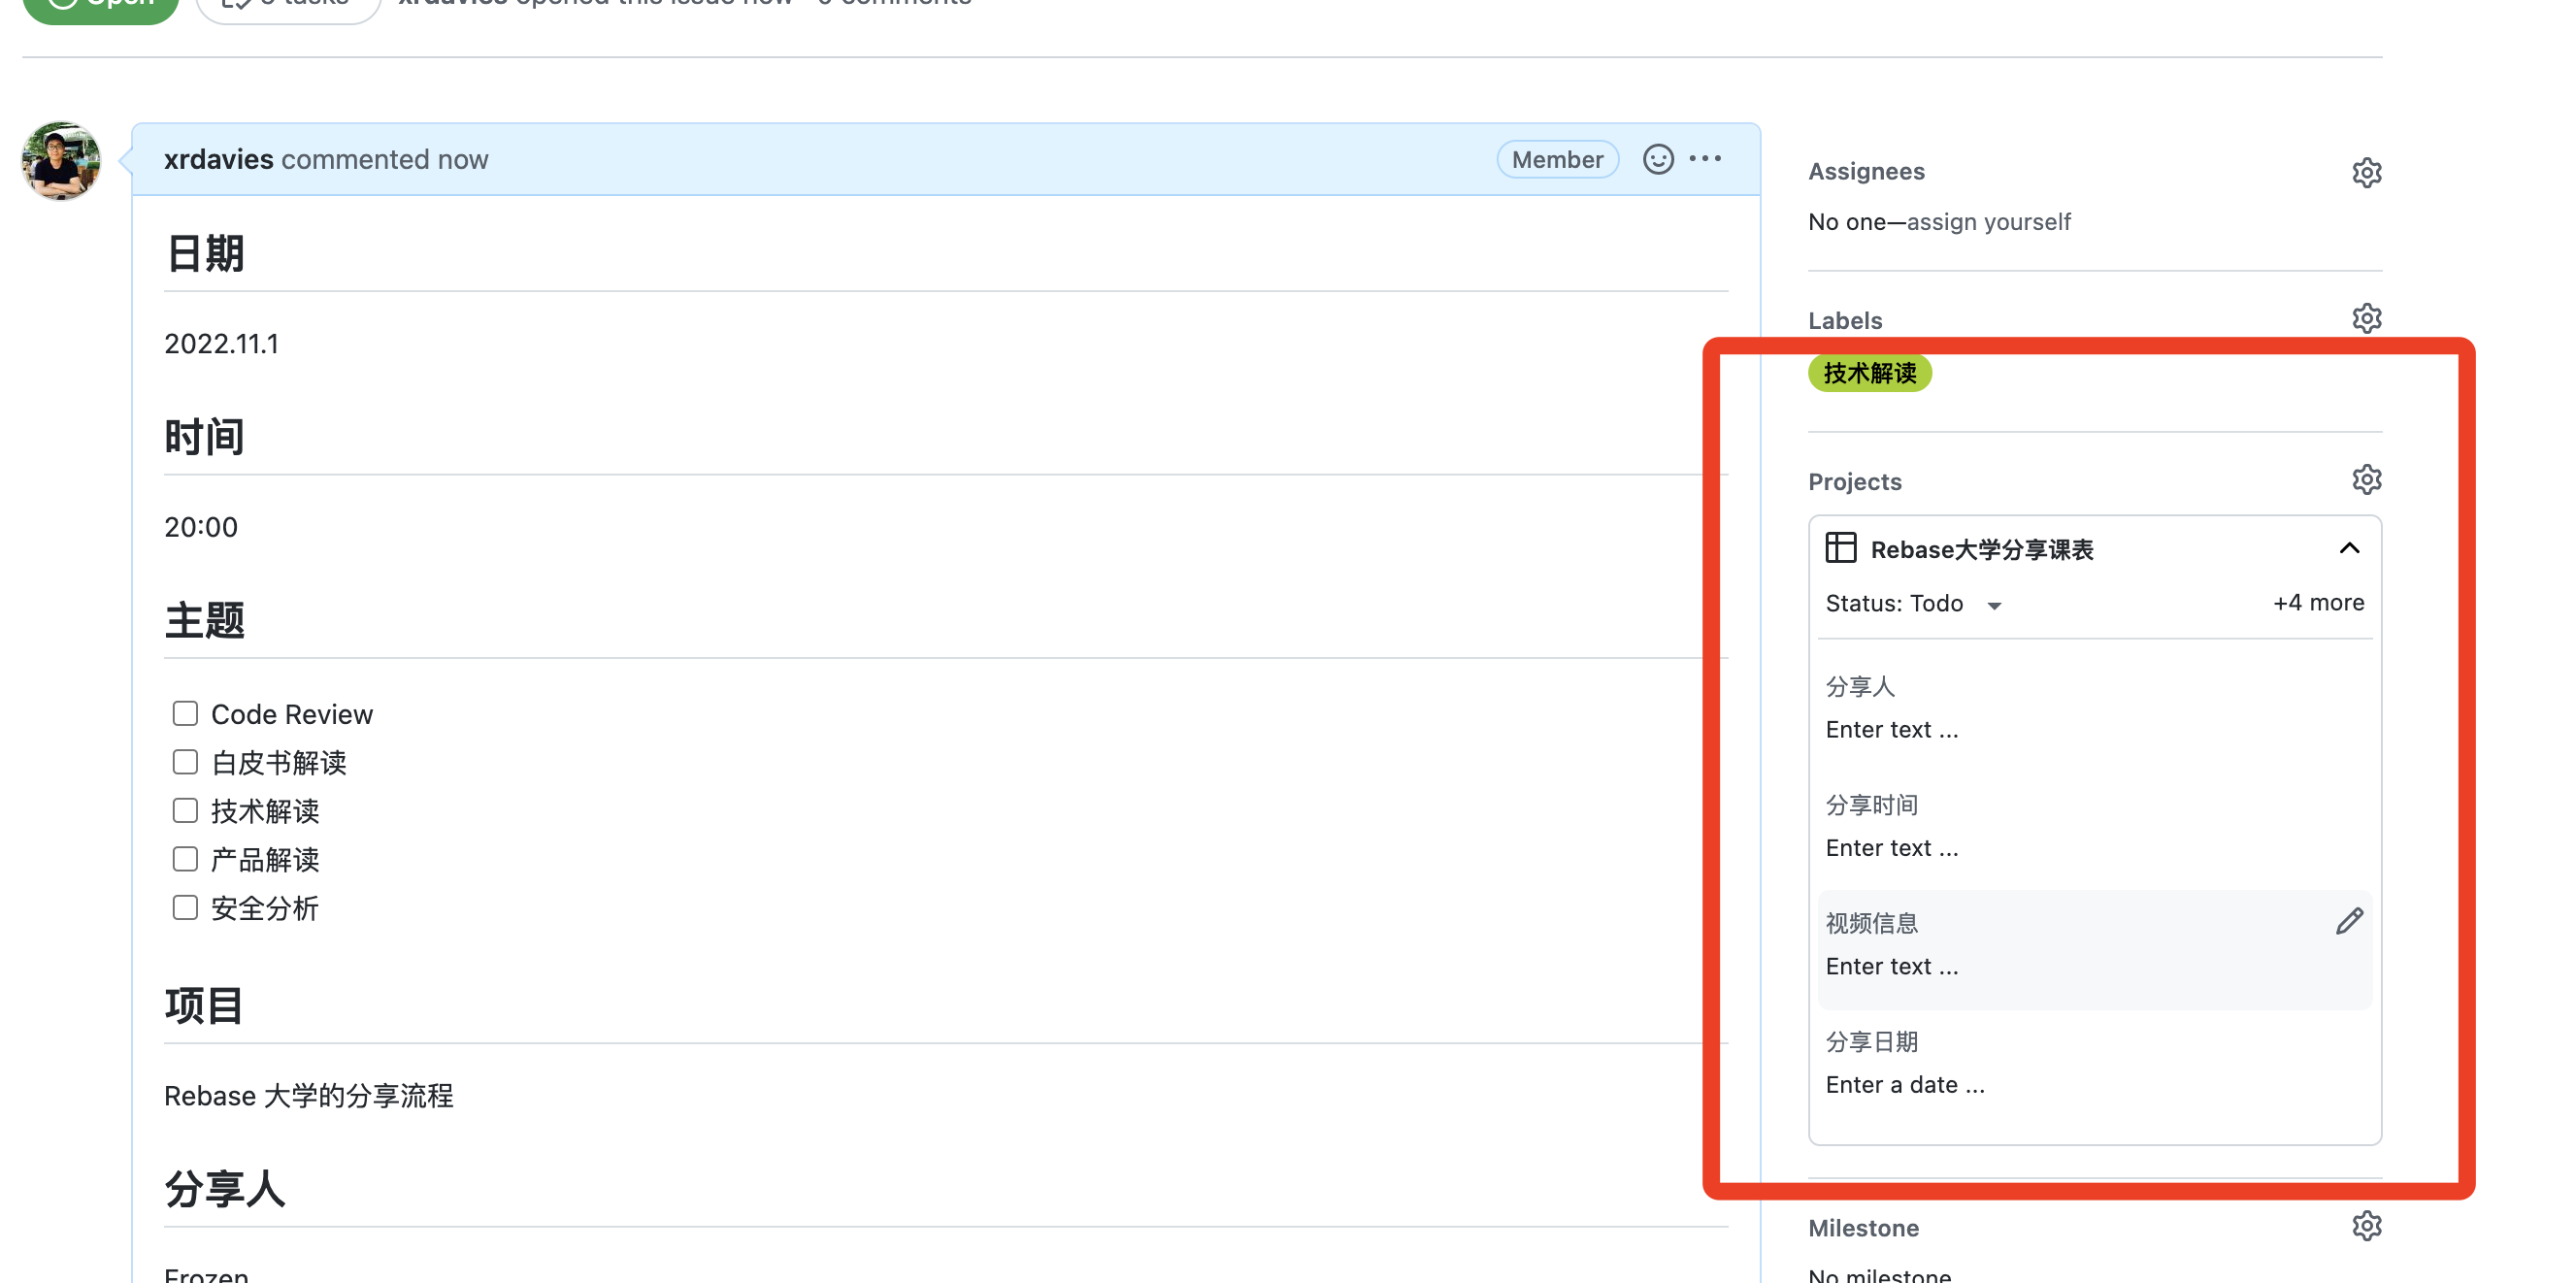 Open
tasks
xrdavies opened this issue now · 0 comments
xrdavies commented now
Member
日期
2022.11.1
时间
20:00
主题
Code Review
白皮书解读
技术解读
产品解读
安全分析
项目
Rebase 大学的分享流程
分享人
Frozen
Assignees
No one—assign yourself
Labels
技术解读
Projects
Rebase大学分享课表
Status: Todo
+4 more
分享人
Enter text ...
分享时间
Enter text ...
视频信息
Enter text ...
分享日期
Enter a date ...
Milestone
No milestone